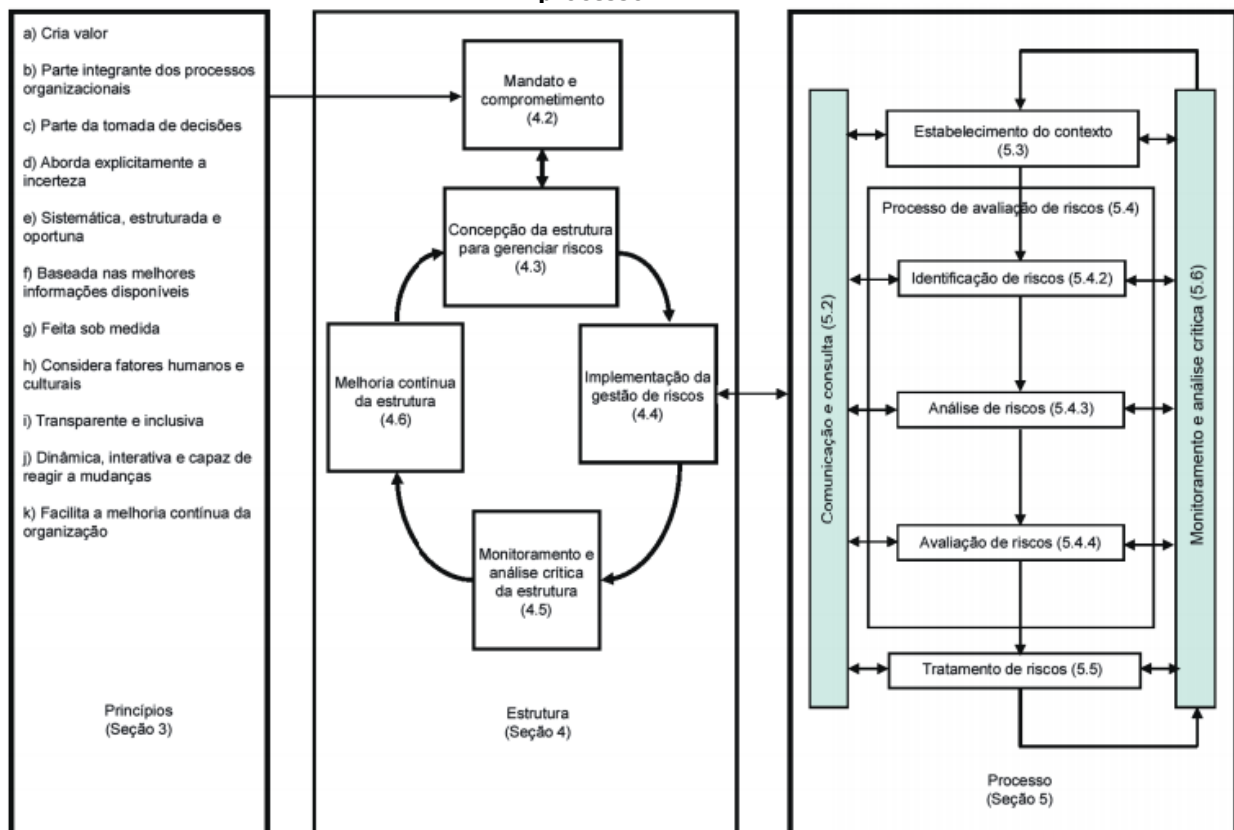 a) Cria valor
b) Parte integrante dos processos
organizacionais
c) Parte da tomada de decisões
d) Aborda explicitamente a
incerteza
e) Sistemática, estruturada e
oportuna
f) Baseada nas melhores
informações disponíveis
g) Feita sob medida
h) Considera fatores humanos e
culturais
i) Transparente e inclusiva
j) Dinâmica, interativa e capaz de
reagir a mudanças
k) Facilita a melhoria contínua da
organização
Princípios
(Seção 3)
Mandato e
comprometimento
(4.2)
Concepção da estrutura
para gerenciar riscos
(4.3)
Melhoria contínua
da estrutura
(4.6)
Implementação da
gestão de riscos
(4.4)
Monitoramento e
análise crítica
da estrutura
(4.5)
Estrutura
(Seção 4)
Comunicação e consulta (5.2)
Estabelecimento do contexto
(5.3)
Processo de avaliação de riscos (5.4)
Identificação de riscos (5.4.2)
Análise de riscos (5.4.3)
Avaliação de riscos (5.4.4)
Tratamento de riscos (5.5)
Monitoramento e análise crítica (5.6)
Processo
(Seção 5)